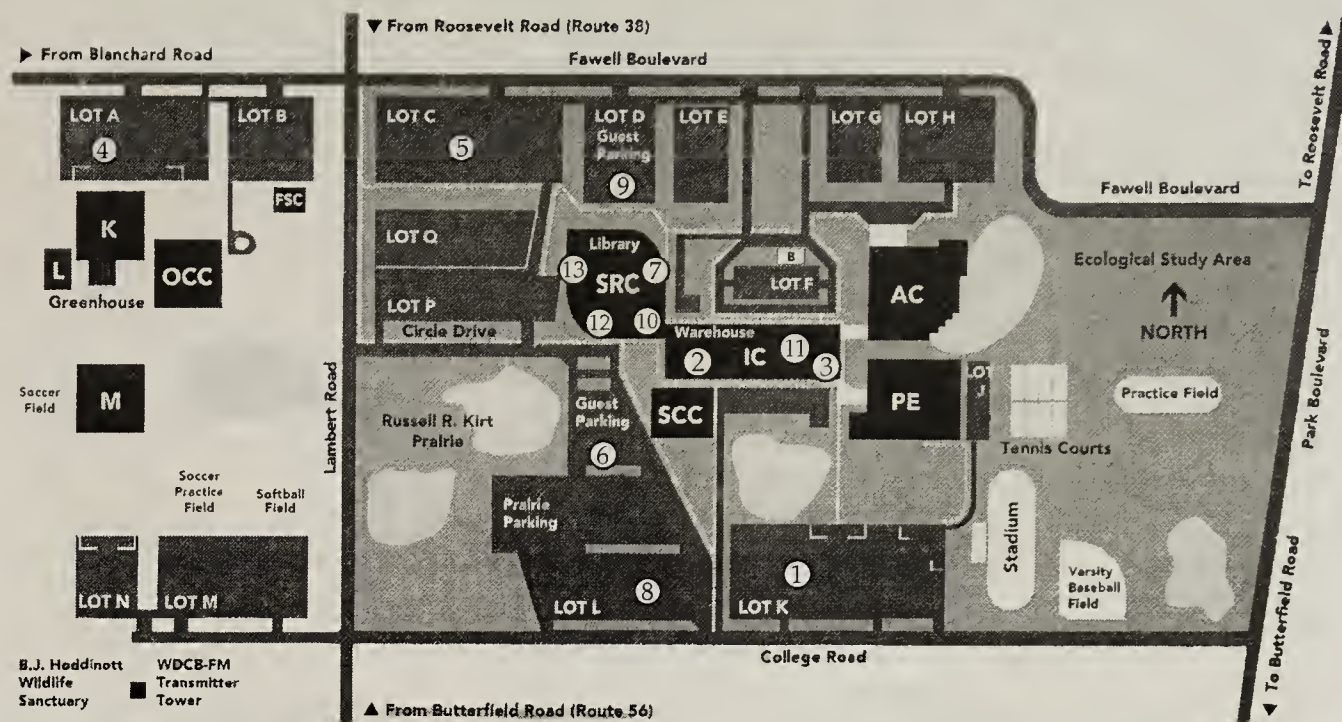 ▼ From Roosevelt Road (Route 38)
▶ From Blanchard Road
Fawell Boulevard
To Roosevelt Road ▶
LOT A
LOT B
LOT C
LOT D
Guest
Parking
LOT E
LOT G
LOT H
4
5
9
FSC
K
L
Greenhouse
OCC
LOT Q
LOT P
Circle Drive
Library
13
7
SRC
12
10
B
LOT F
AC
Fawell Boulevard
Ecological Study Area
NORTH
Warehouse
2
IC
11
3
Soccer
Field
M
Lambert Road
Russell R. Kirt
Prairie
Guest
Parking
6
SCC
PE
LOT
J
Practice Field
Tennis Courts
Park Boulevard
Soccer
Practice
Field
Softball
Field
Prairie
Parking
Stadium
Varsity
Baseball
Field
LOT N
LOT M
LOT L
8
LOT K
1
College Road
B.J. Hoddinott
Wildlife
Sanctuary
WDCB-FM
Transmitter
Tower
▲ From Butterfield Road (Route 56)
◀ To Butterfield Road